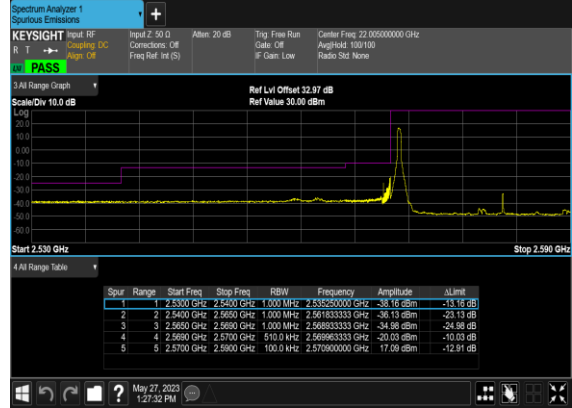 Spectrum Analyzer 1
Spurious Emissions
KEYSIGHT Input: RF Input Z: 50 Ω Atten: 20 dB Trig: Free Run Center Freq: 22.005000000 GHz
R T Coupling: DC Corrections: Off Gate: Off Avg|Hold: 100/100
Align: Off Freq Ref: Int (S) IF Gain: Low Radio Std: None
PASS
3 All Range Graph
Ref Lvl Offset 32.97 dB
Scale/Div 10.0 dB Ref Value 30.00 dBm
Log
20.0
10.0
0.00
-10.0
-20.0
-30.0
-40.0
-50.0
-60.0
Start 2.530 GHz Stop 2.590 GHz
4 All Range Table
Spur Range Start Freq Stop Freq RBW Frequency Amplitude ΔLimit
1 1 2.5300 GHz 2.5400 GHz 1.000 MHz 2.535250000 GHz -38.16 dBm -13.16 dB
2 2 2.5400 GHz 2.5650 GHz 1.000 MHz 2.561833333 GHz -36.13 dBm -23.13 dB
3 3 2.5650 GHz 2.5690 GHz 1.000 MHz 2.568933333 GHz -34.98 dBm -24.98 dB
4 4 2.5690 GHz 2.5700 GHz 510.0 kHz 2.569963333 GHz -20.03 dBm -10.03 dB
5 5 2.5700 GHz 2.5900 GHz 100.0 kHz 2.570900000 GHz 17.09 dBm -12.91 dB
? May 27, 2023
1:27:32 PM